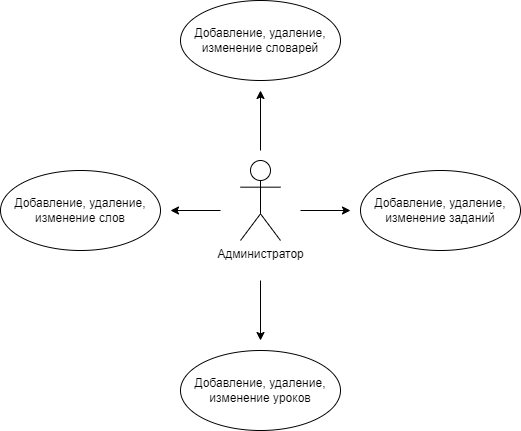 Добавление, удаление,
изменение словарей
Добавление, удаление,
изменение слов
Добавление, удаление,
изменение заданий
Администратор
Добавление, удаление,
изменение уроков